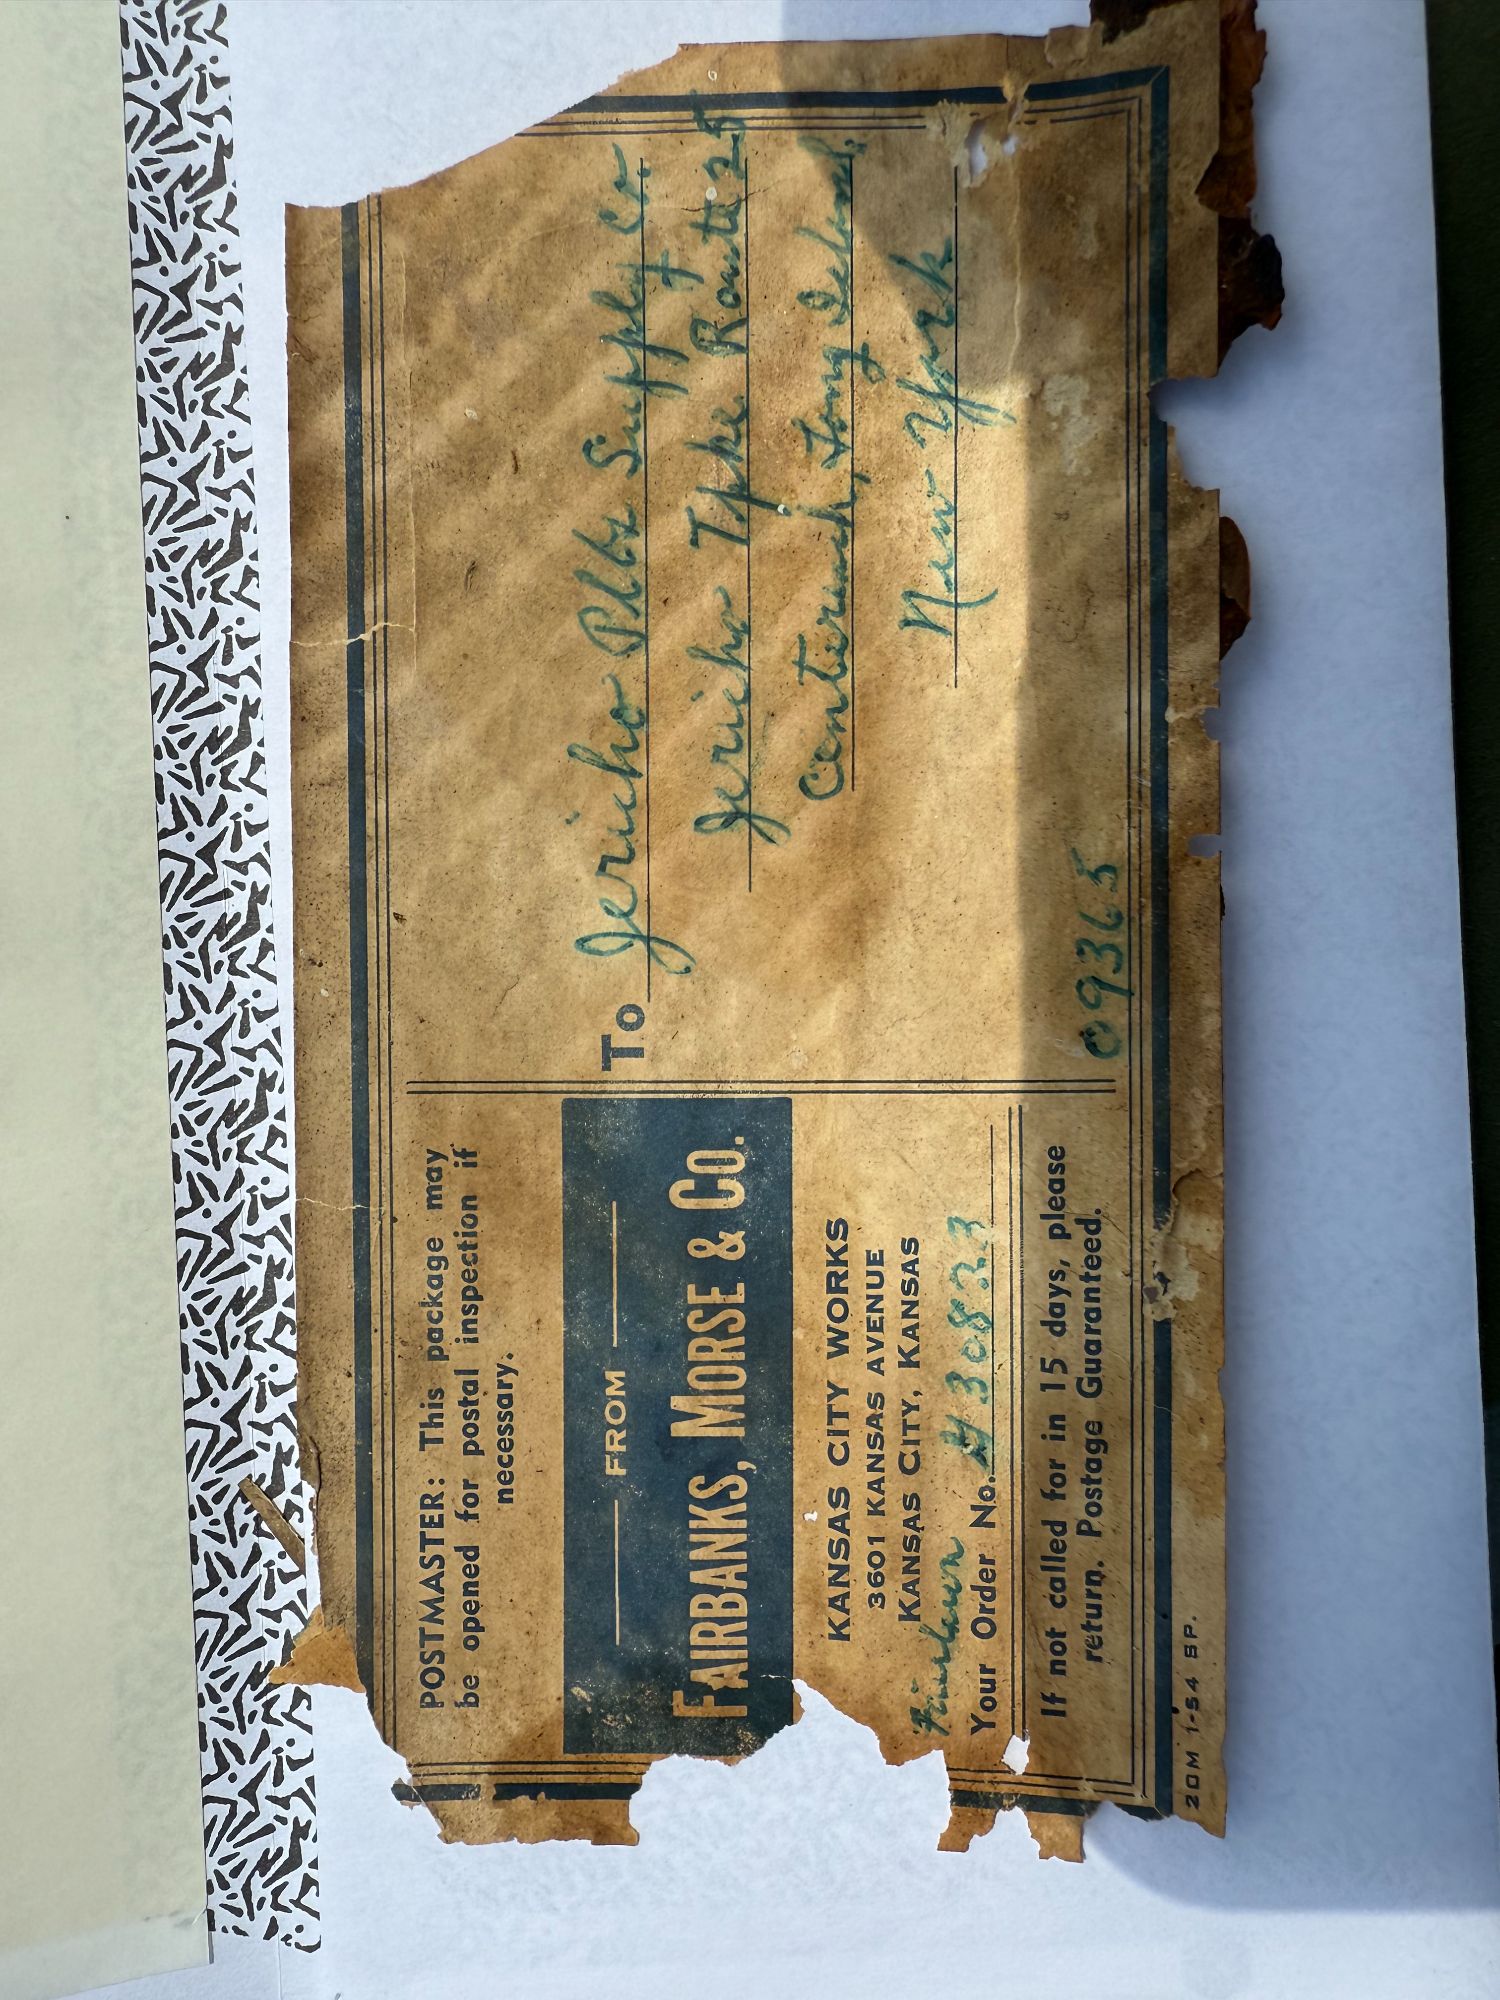 POSTMASTER: This package may
be opened for postal inspection if
necessary.
FROM
FAIRBANKS, MORSE & CO.
KANSAS CITY WORKS
3601 KANSAS AVENUE
KANSAS CITY, KANSAS
Your Order No. H30823
If not called for in 15 days, please
return. Postage Guaranteed.
20M 1-54 BP.
To Jericho Plbs Supply Co.
Jericho Tpke. Route 25
Centereach, Long Island,
New York
09365